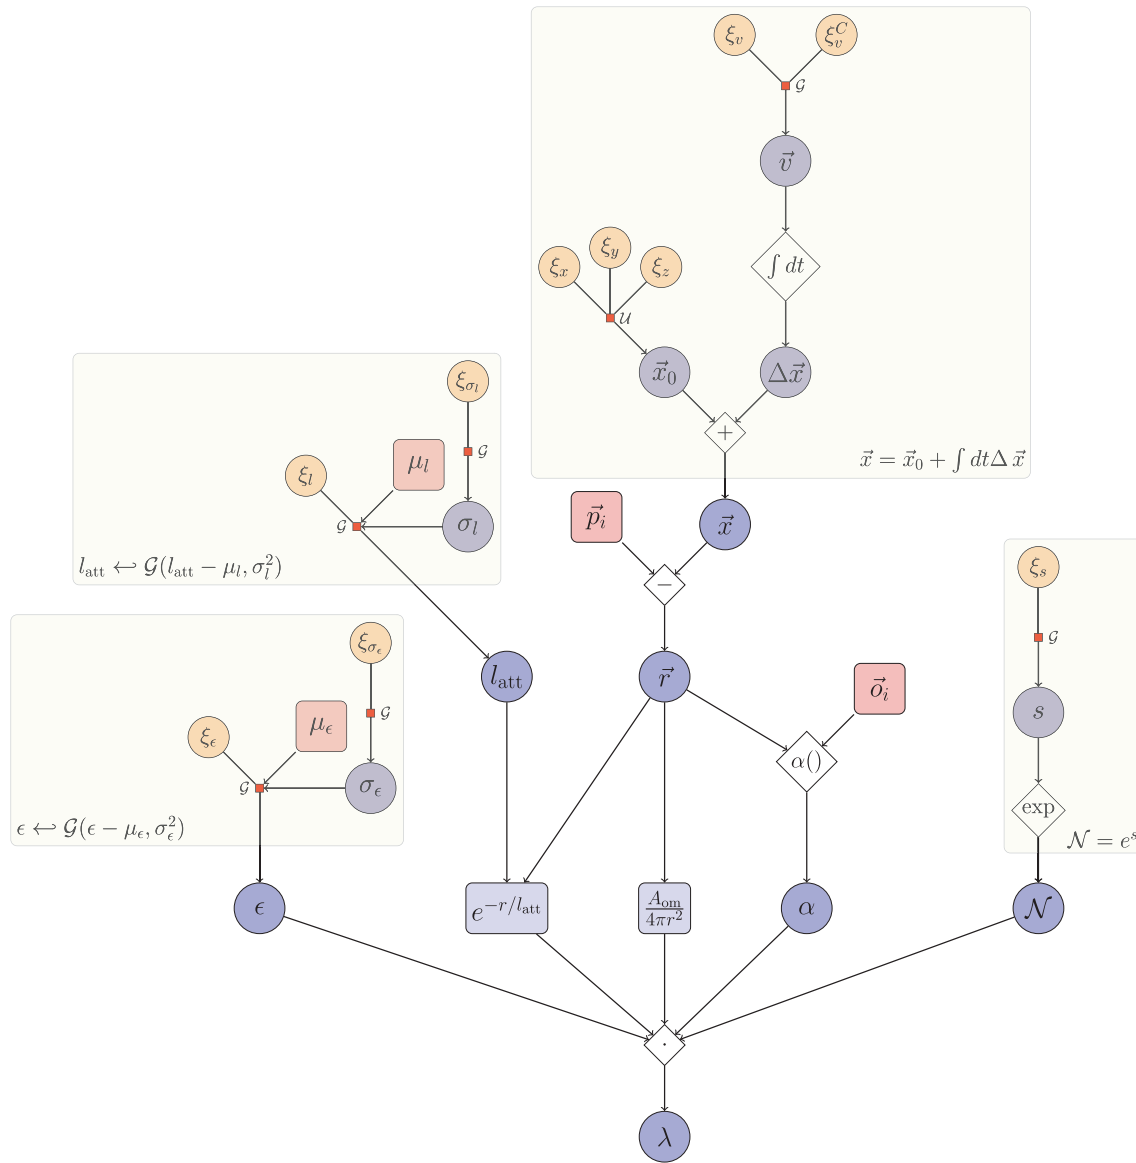 ξ_v ξ_v^C
𝒢
v⃗
∫ dt
ξ_x ξ_y ξ_z
𝒰
x⃗_0 Δx⃗
+
x⃗ = x⃗_0 + ∫ dtΔ x⃗
ξ_{σ_l}
𝒢
μ_l
ξ_l
𝒢
σ_l
l_att ↩ 𝒢(l_att − μ_l, σ_l^2)
p⃗_i
x⃗
−
ξ_s
𝒢
s
exp
𝒩 = e^s
ξ_{σ_ϵ}
𝒢
μ_ϵ
ξ_ϵ
𝒢
σ_ϵ
ϵ ↩ 𝒢(ϵ − μ_ϵ, σ_ϵ^2)
l_att
r⃗
o⃗_i
α()
ϵ
e^{−r/l_att}
A_om
4πr^2
α
𝒩
·
λ